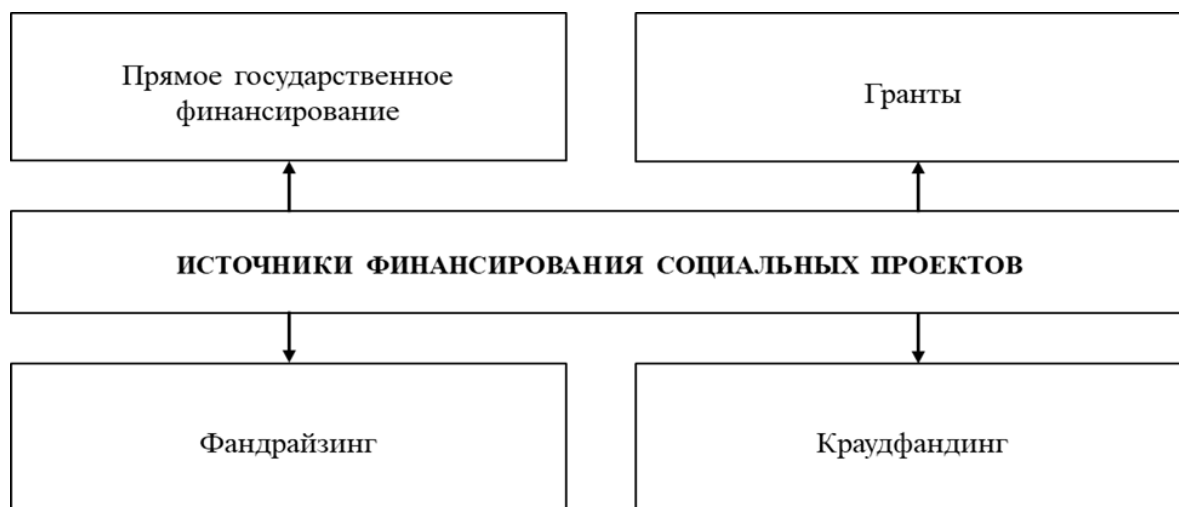 Прямое государственное
финансирование
Гранты
ИСТОЧНИКИ ФИНАНСИРОВАНИЯ СОЦИАЛЬНЫХ ПРОЕКТОВ
Фандрайзинг
Краудфандинг